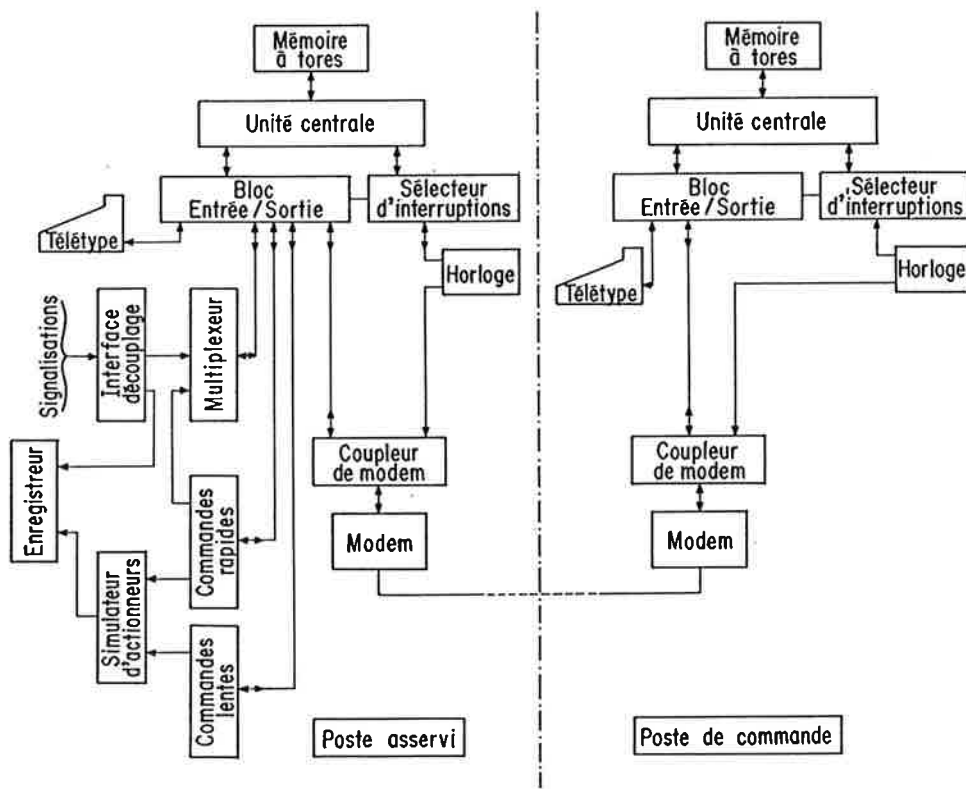 Mémoire
à tores
Unité centrale
Bloc
Entrée/Sortie
Sélecteur
d'interruptions
Télétype
Horloge
Signalisations
Interface
découplage
Multiplexeur
Enregistreur
Commandes
rapides
Simulateur
d'actionneurs
Commandes
lentes
Coupleur
de modem
Modem
Poste asservi
Mémoire
à tores
Unité centrale
Bloc
Entrée/Sortie
Sélecteur
d'interruptions
Télétype
Horloge
Coupleur
de modem
Modem
Poste de commande